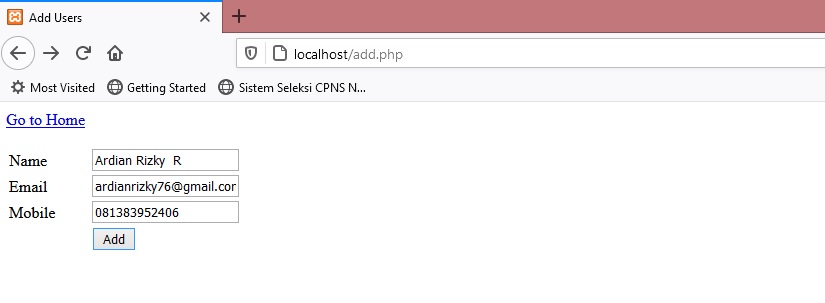 Add Users
localhost/add.php
Most Visited Getting Started Sistem Seleksi CPNS N...
Go to Home
Name Ardian Rizky  R
Email ardianrizky76@gmail.cor
Mobile 081383952406
Add